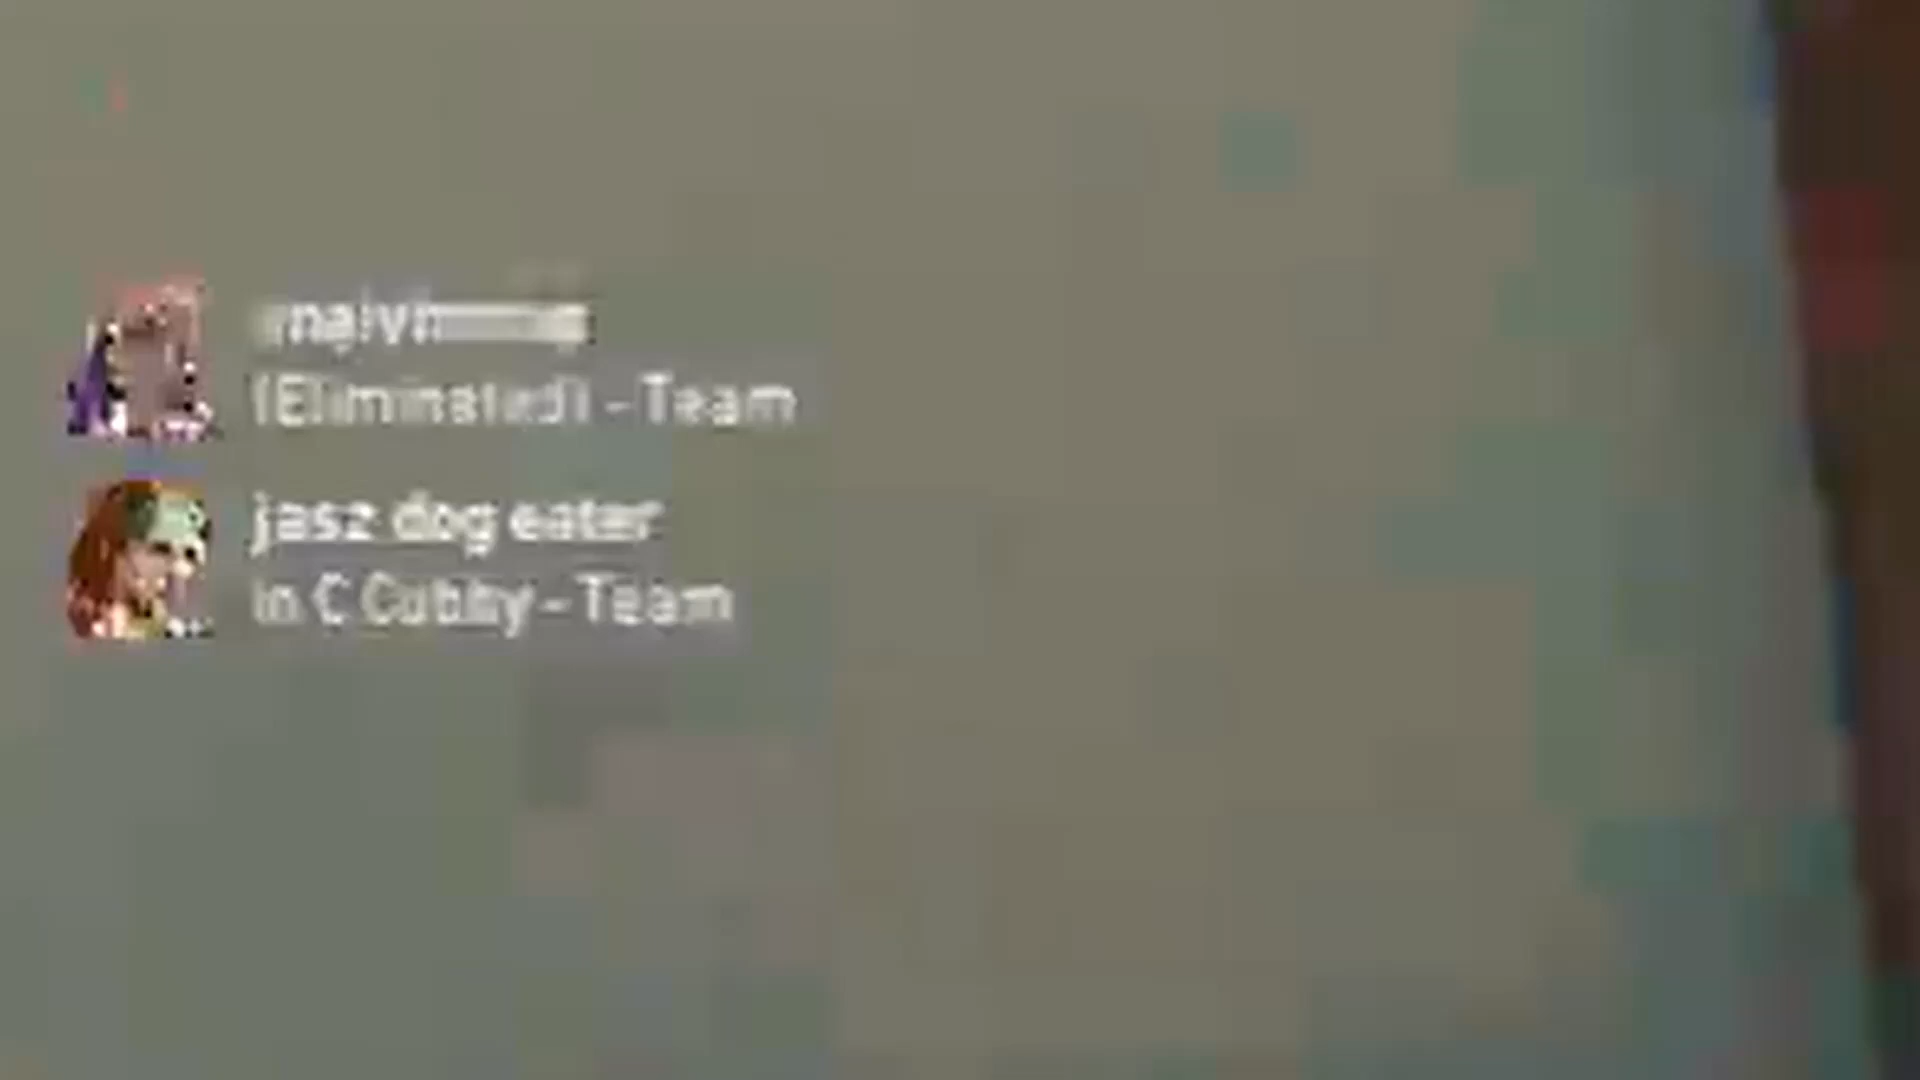 (Eliminated) - Team
jasz dog eater
in C Cubby - Team